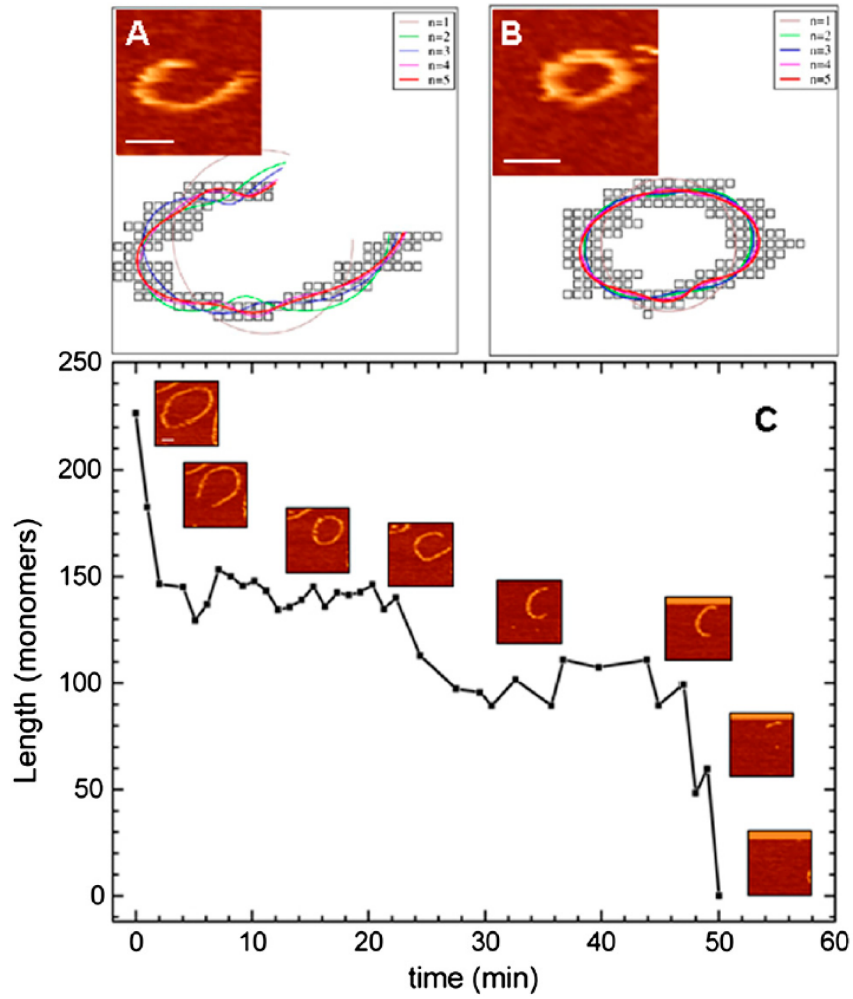 A
n=1
n=2
n=3
n=4
n=5
B
n=1
n=2
n=3
n=4
n=5
C
250
200
150
100
50
0
Length (monomers)
0 10 20 30 40 50 60
time (min)